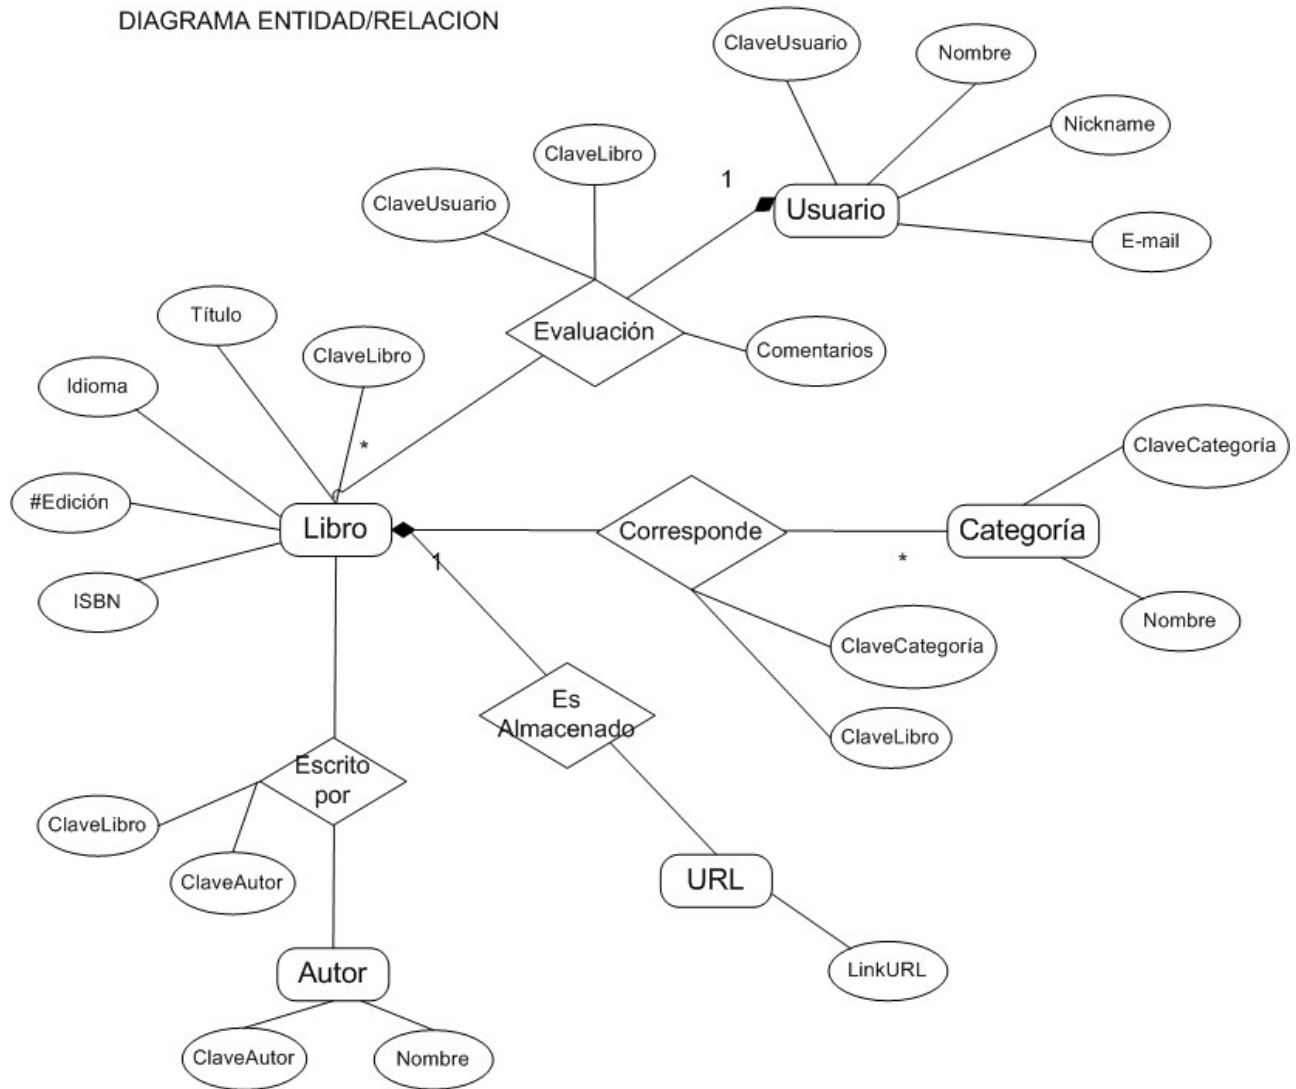 DIAGRAMA ENTIDAD/RELACION
ClaveUsuario
Nombre
Nickname
ClaveLibro
1
ClaveUsuario
Usuario
E-mail
Título
Evaluación
ClaveLibro
Comentarios
Idioma
*
ClaveCategoría
#Edición
Libro
Corresponde
Categoría
1
*
ISBN
Nombre
ClaveCategoría
Es
Almacenado
ClaveLibro
Escrito
por
ClaveLibro
ClaveAutor
URL
Autor
LinkURL
ClaveAutor
Nombre